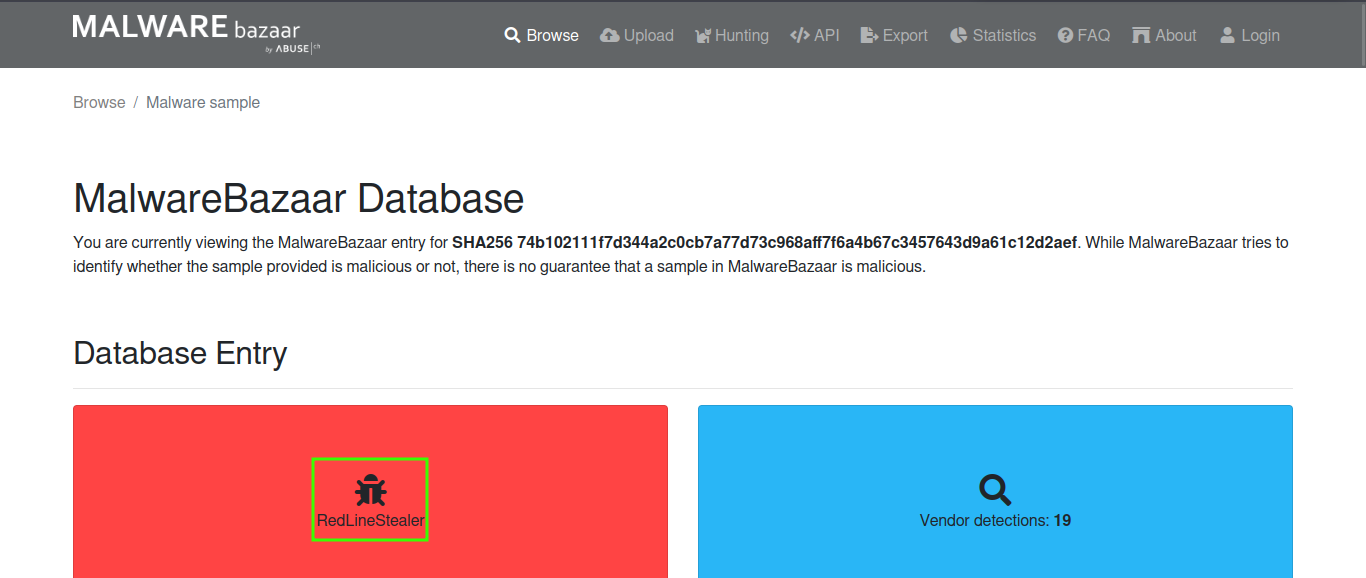 MALWARE bazaar
by ABUSE|ch
Browse Upload Hunting API Export Statistics FAQ About Login
Browse / Malware sample
MalwareBazaar Database
You are currently viewing the MalwareBazaar entry for SHA256 74b102111f7d344a2c0cb7a77d73c968aff7f6a4b67c3457643d9a61c12d2aef. While MalwareBazaar tries to
identify whether the sample provided is malicious or not, there is no guarantee that a sample in MalwareBazaar is malicious.
Database Entry
RedLineStealer
Vendor detections: 19